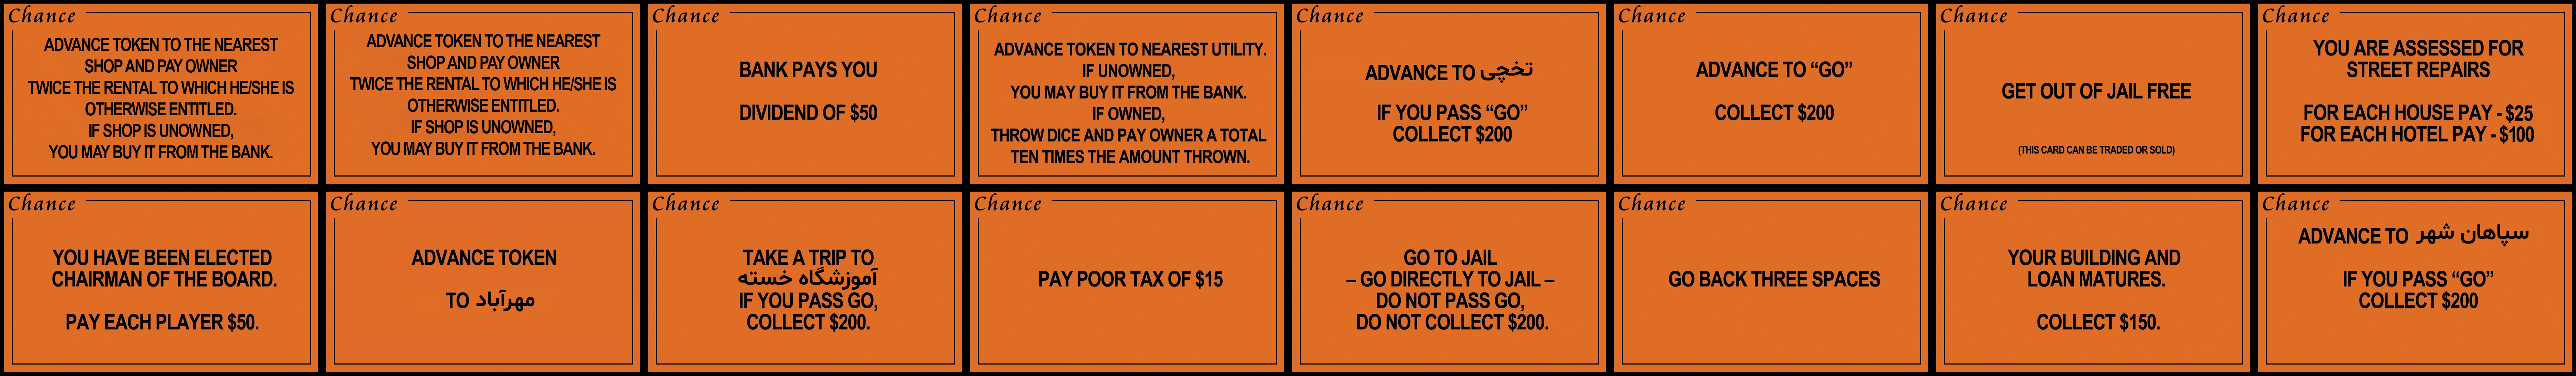 Chance
ADVANCE TOKEN TO THE NEAREST
SHOP AND PAY OWNER
TWICE THE RENTAL TO WHICH HE/SHE IS
OTHERWISE ENTITLED.
IF SHOP IS UNOWNED,
YOU MAY BUY IT FROM THE BANK.
Chance
ADVANCE TOKEN TO THE NEAREST
SHOP AND PAY OWNER
TWICE THE RENTAL TO WHICH HE/SHE IS
OTHERWISE ENTITLED.
IF SHOP IS UNOWNED,
YOU MAY BUY IT FROM THE BANK.
Chance
BANK PAYS YOU
DIVIDEND OF $50
Chance
ADVANCE TOKEN TO NEAREST UTILITY.
IF UNOWNED,
YOU MAY BUY IT FROM THE BANK.
IF OWNED,
THROW DICE AND PAY OWNER A TOTAL
TEN TIMES THE AMOUNT THROWN.
Chance
ADVANCE TO تخچی
IF YOU PASS “GO”
COLLECT $200
Chance
ADVANCE TO “GO”
COLLECT $200
Chance
GET OUT OF JAIL FREE
(THIS CARD CAN BE TRADED OR SOLD)
Chance
YOU ARE ASSESSED FOR
STREET REPAIRS
FOR EACH HOUSE PAY - $25
FOR EACH HOTEL PAY - $100
Chance
YOU HAVE BEEN ELECTED
CHAIRMAN OF THE BOARD.
PAY EACH PLAYER $50.
Chance
ADVANCE TOKEN
TO مهرآباد
Chance
TAKE A TRIP TO
آموزشگاه خسته
IF YOU PASS GO,
COLLECT $200.
Chance
PAY POOR TAX OF $15
Chance
GO TO JAIL
– GO DIRECTLY TO JAIL –
DO NOT PASS GO,
DO NOT COLLECT $200.
Chance
GO BACK THREE SPACES
Chance
YOUR BUILDING AND
LOAN MATURES.
COLLECT $150.
Chance
ADVANCE TO سپاهان شهر
IF YOU PASS “GO”
COLLECT $200